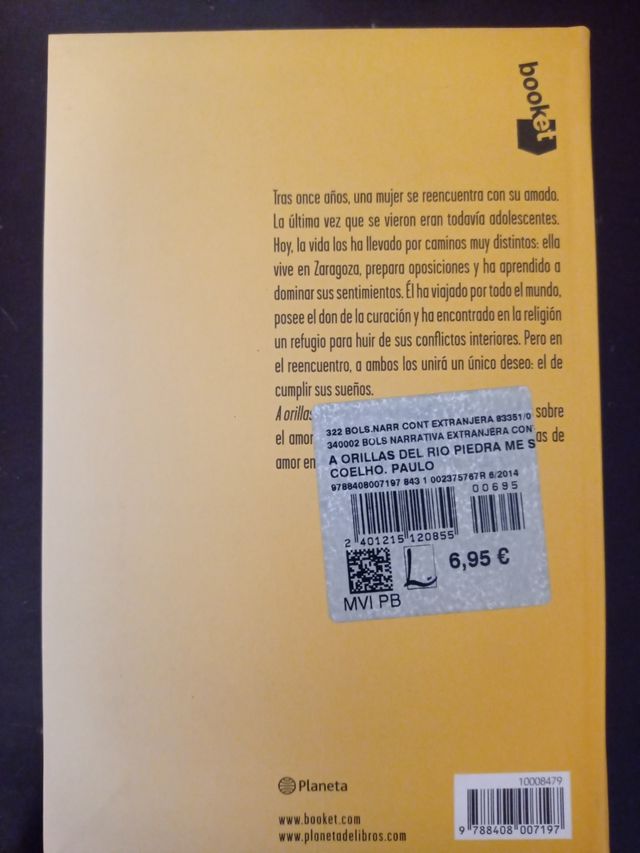 booket
Tras once años, una mujer se reencuentra con su amado.
La última vez que se vieron eran todavía adolescentes.
Hoy, la vida los ha llevado por caminos muy distintos: ella
vive en Zaragoza, prepara oposiciones y ha aprendido a
dominar sus sentimientos. Él ha viajado por todo el mundo,
posee el don de la curación y ha encontrado en la religión
un refugio para huir de sus conflictos interiores. Pero en
el reencuentro, a ambos los unirá un único deseo: el de
cumplir sus sueños.
A orillas sobre
el amor as de
amor en
322 BOLS.NARR CONT EXTRANJERA 83351/0
340002 BOLS NARRATIVA EXTRANJERA CON
A ORILLAS DEL RIO PIEDRA ME S
COELHO. PAULO
9788408007197 843 1 002375767R 6/2014
00695
2 401215 120855
6,95 €
MVI PB
Planeta
www.booket.com
www.planetadelibros.com
10008479
9 788408 007197